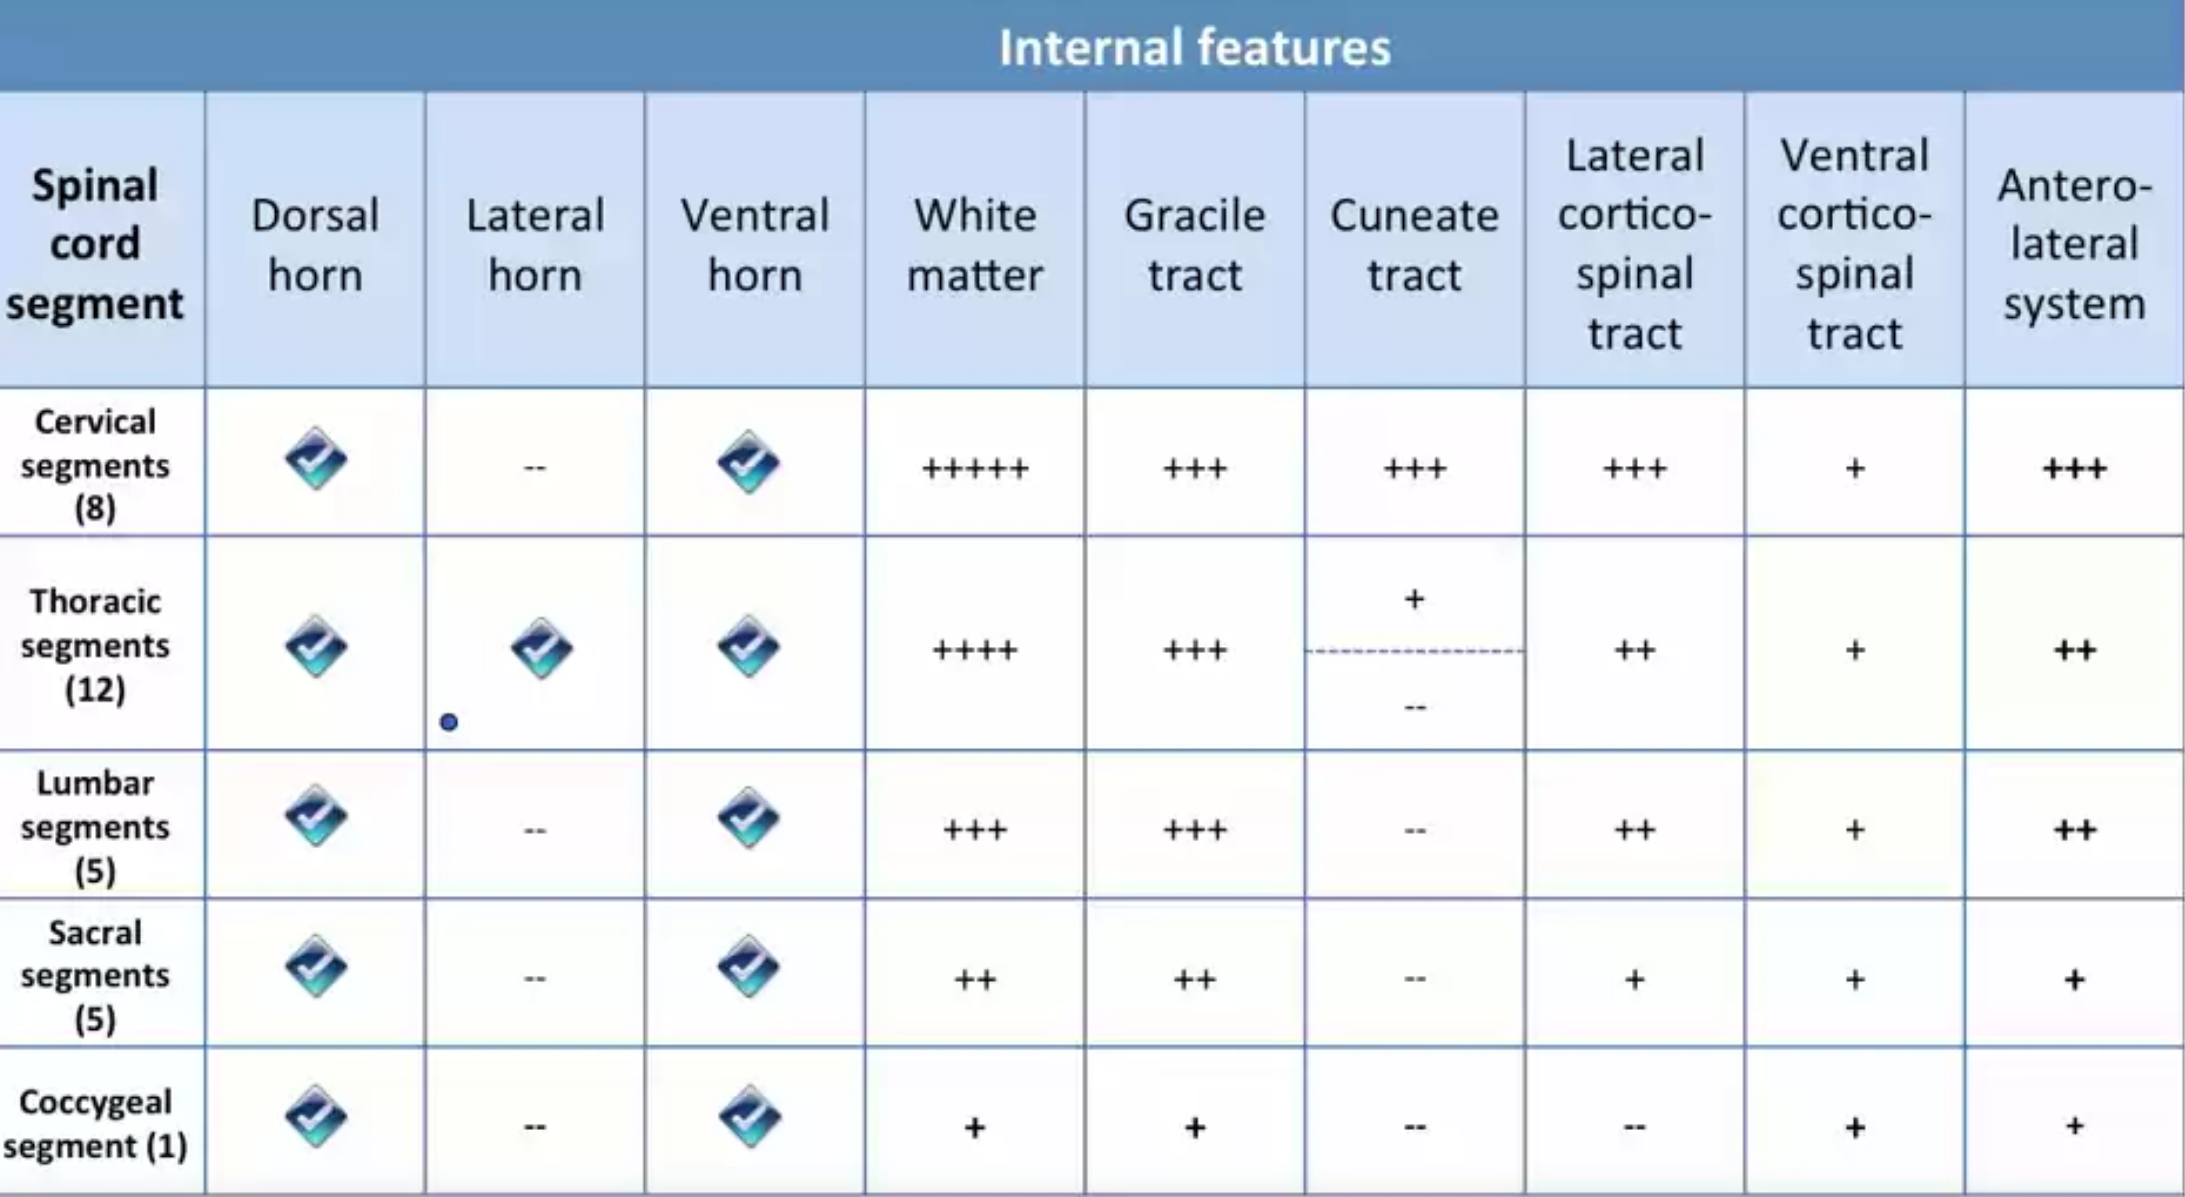 Internal features
Spinal
cord
segment
Dorsal
horn
Lateral
horn
Ventral
horn
White
matter
Gracile
tract
Cuneate
tract
Lateral
cortico-
spinal
tract
Ventral
cortico-
spinal
tract
Antero-
lateral
system
Cervical
segments
(8)
--
+++++
+++
+++
+++
+
+++
Thoracic
segments
(12)
++++
+++
+
--
++
+
++
Lumbar
segments
(5)
--
+++
+++
--
++
+
++
Sacral
segments
(5)
--
++
++
--
+
+
+
Coccygeal
segment (1)
--
+
+
--
--
+
+